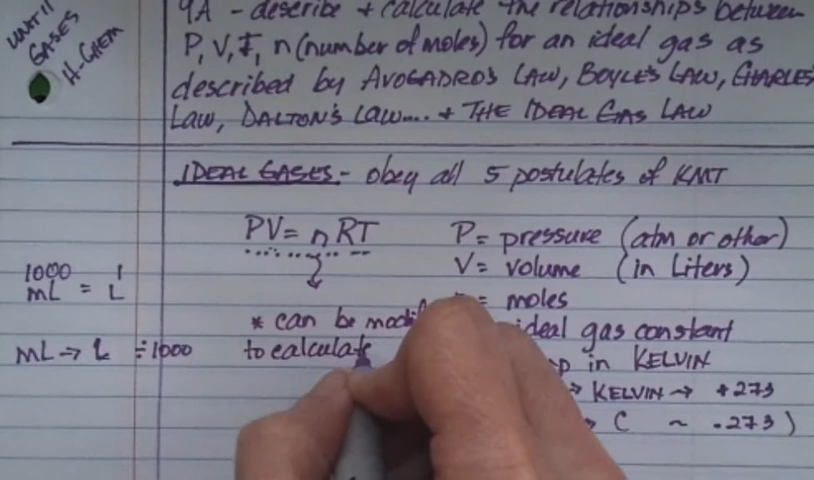 UNIT 11
GASES
H-CHEM
9A - describe + calculate the relationships between
P, V, T, n (number of moles) for an ideal gas as
described by AVOGADRO'S LAW, BOYLE'S LAW, CHARLES'
LAW, DALTON'S LAW.... + THE IDEAL GAS LAW
IDEAL GASES - obey all 5 postulates of KMT
PV = nRT
P = pressure (atm or other)
V = volume (in Liters)
= moles
ideal gas constant
in KELVIN
→ KELVIN → +273
→ C ~ -273)
* can be
to calculate
1000 mL = 1 L
mL → L ÷1000